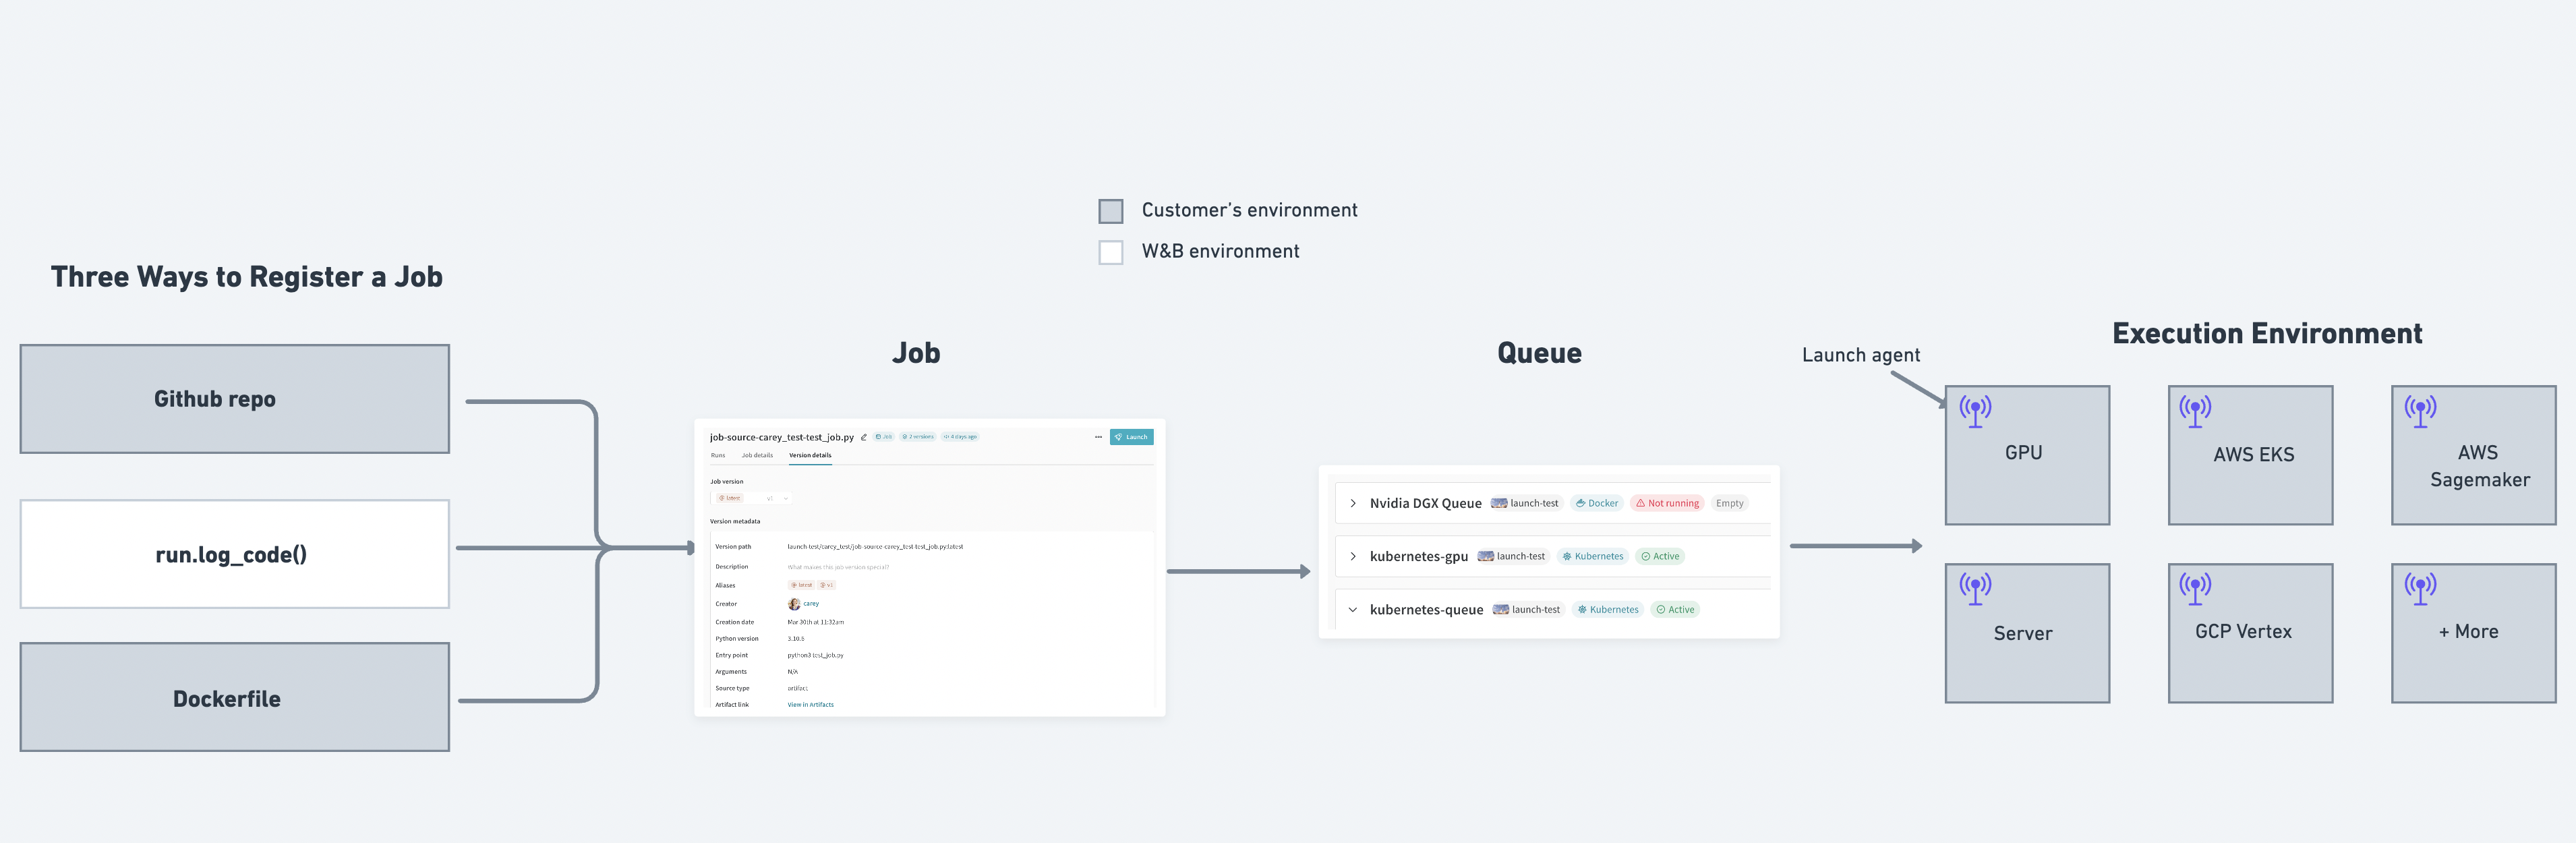 Customer's environment
W&B environment
Three Ways to Register a Job
Github repo
run.log_code()
Dockerfile
Job
job-source-carey_test-test_job.py Job 2 versions 4 days ago ••• Launch
Runs Job details Version details
Job version
latest v1
Version metadata
Version path launch-test/carey_test/job-source-carey_test-test_job.py:latest
Description What makes this job version special?
Aliases latest v1
Creator carey
Creation date Mar 30th at 11:32am
Python version 3.10.6
Entry point python3 test_job.py
Arguments N/A
Source type artifact
Artifact link View in Artifacts
Queue
Nvidia DGX Queue launch-test Docker Not running Empty
kubernetes-gpu launch-test Kubernetes Active
kubernetes-queue launch-test Kubernetes Active
Launch agent
Execution Environment
GPU
AWS EKS
AWS
Sagemaker
Server
GCP Vertex
+ More